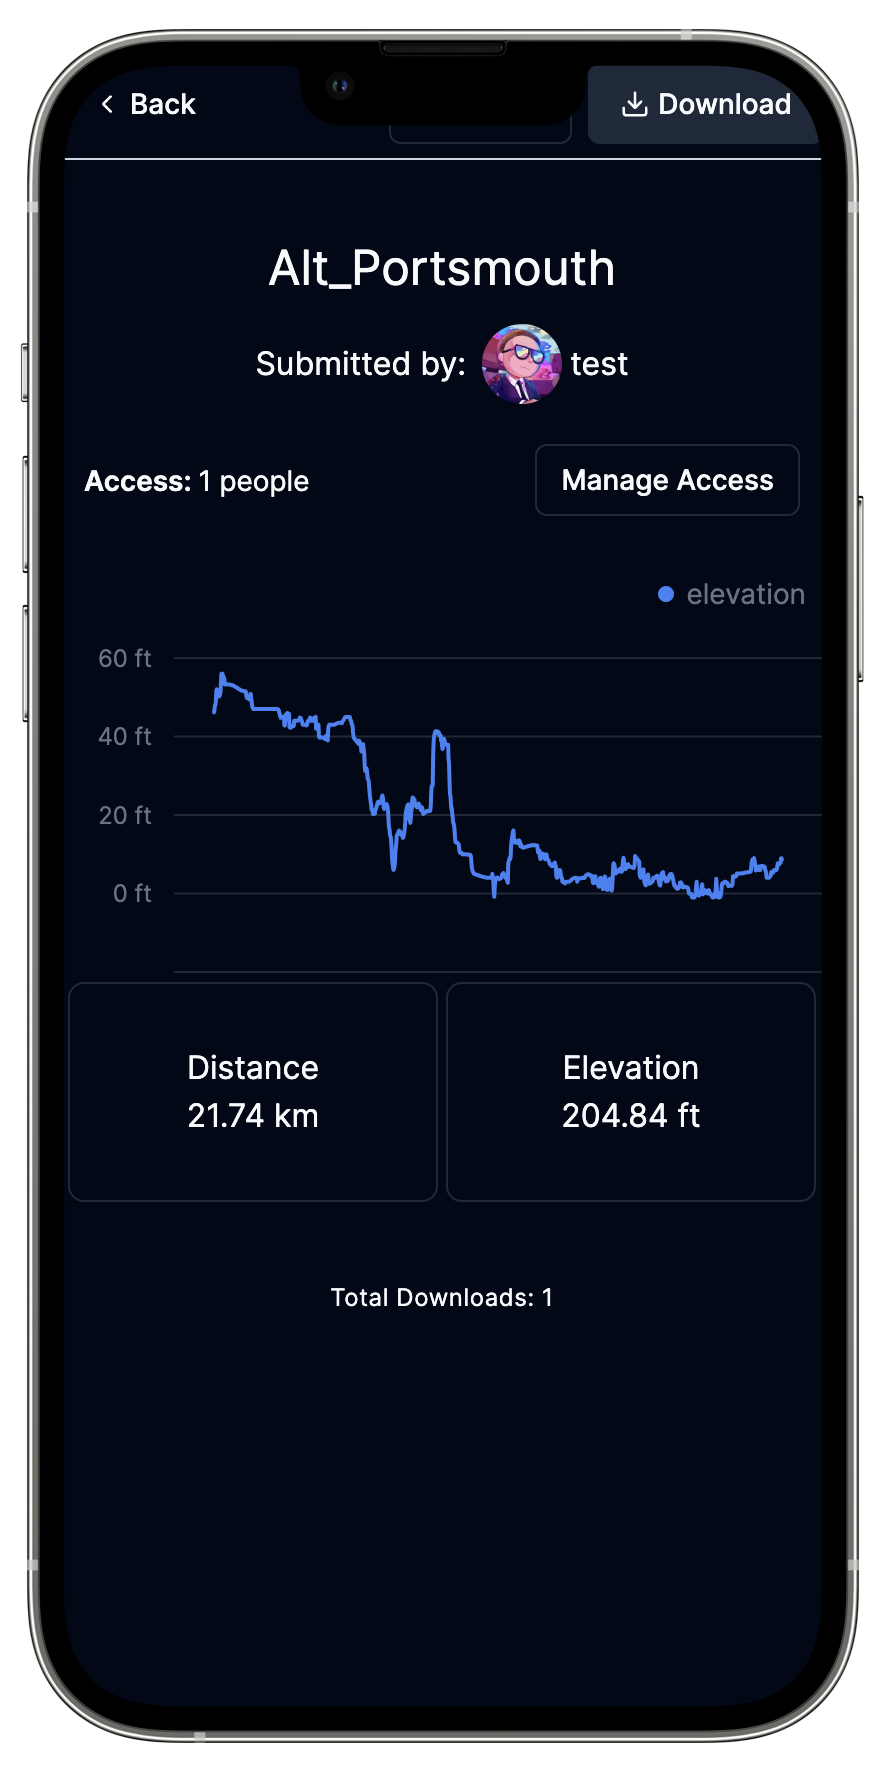 Back
Download
Alt_Portsmouth
Submitted by: test
Access: 1 people
Manage Access
elevation
60 ft
40 ft
20 ft
0 ft
Distance
21.74 km
Elevation
204.84 ft
Total Downloads: 1